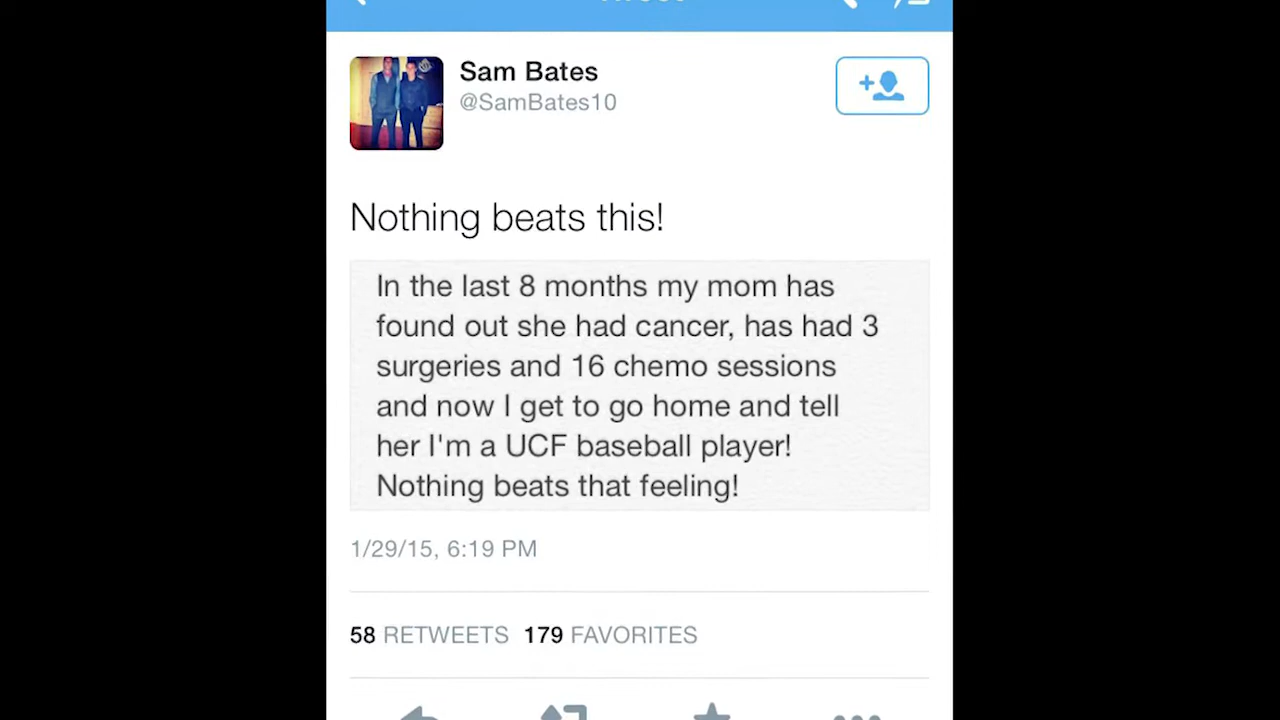 Sam Bates
@SamBates10
Nothing beats this!
In the last 8 months my mom has
found out she had cancer, has had 3
surgeries and 16 chemo sessions
and now I get to go home and tell
her I'm a UCF baseball player!
Nothing beats that feeling!
1/29/15, 6:19 PM
58 RETWEETS 179 FAVORITES